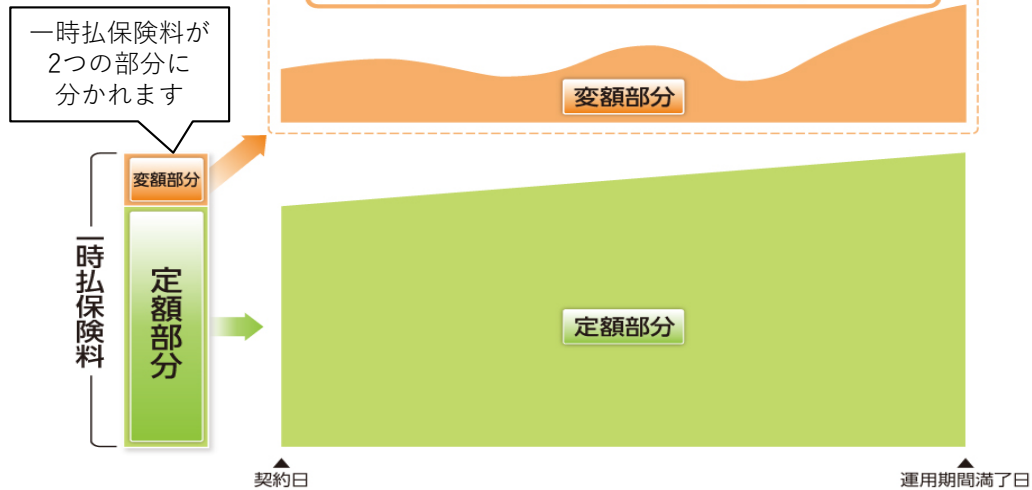 一時払保険料が
2つの部分に
分かれます
変額部分
変額部分
一時払保険料
定額部分
定額部分
契約日
運用期間満了日